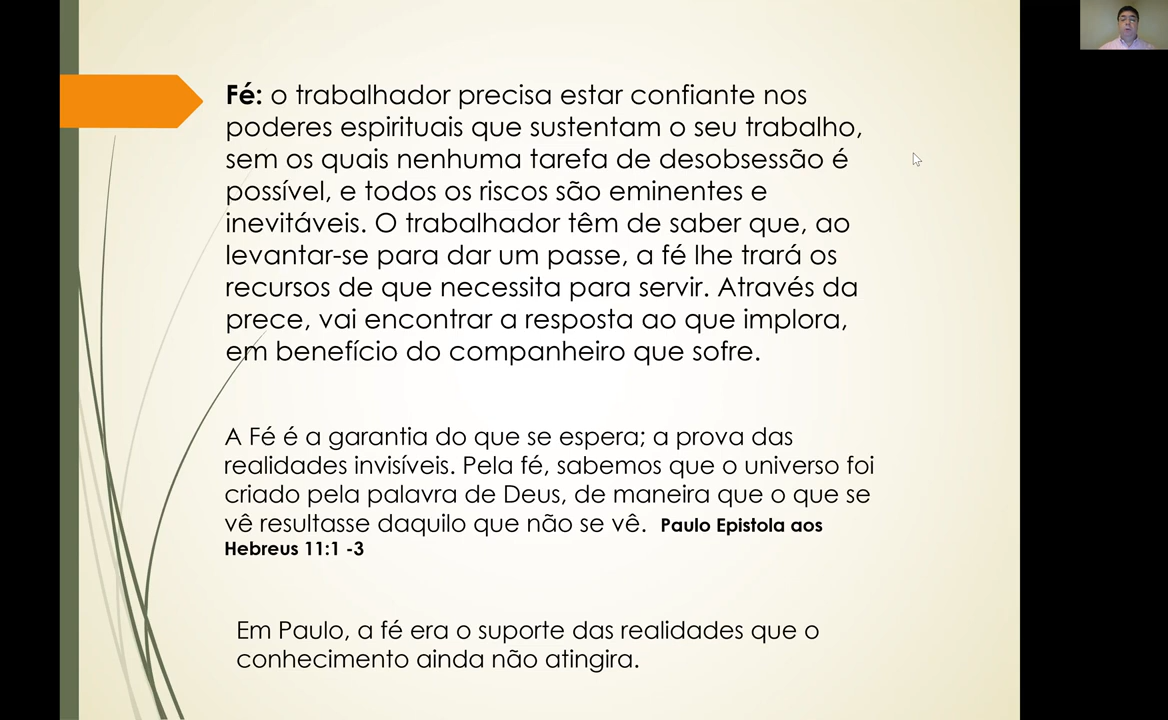 Fé: o trabalhador precisa estar confiante nos
poderes espirituais que sustentam o seu trabalho,
sem os quais nenhuma tarefa de desobsessão é
possível, e todos os riscos são eminentes e
inevitáveis. O trabalhador têm de saber que, ao
levantar-se para dar um passe, a fé lhe trará os
recursos de que necessita para servir. Através da
prece, vai encontrar a resposta ao que implora,
em benefício do companheiro que sofre.
A Fé é a garantia do que se espera; a prova das
realidades invisíveis. Pela fé, sabemos que o universo foi
criado pela palavra de Deus, de maneira que o que se
vê resultasse daquilo que não se vê. Paulo Epistola aos
Hebreus 11:1 -3
Em Paulo, a fé era o suporte das realidades que o
conhecimento ainda não atingira.